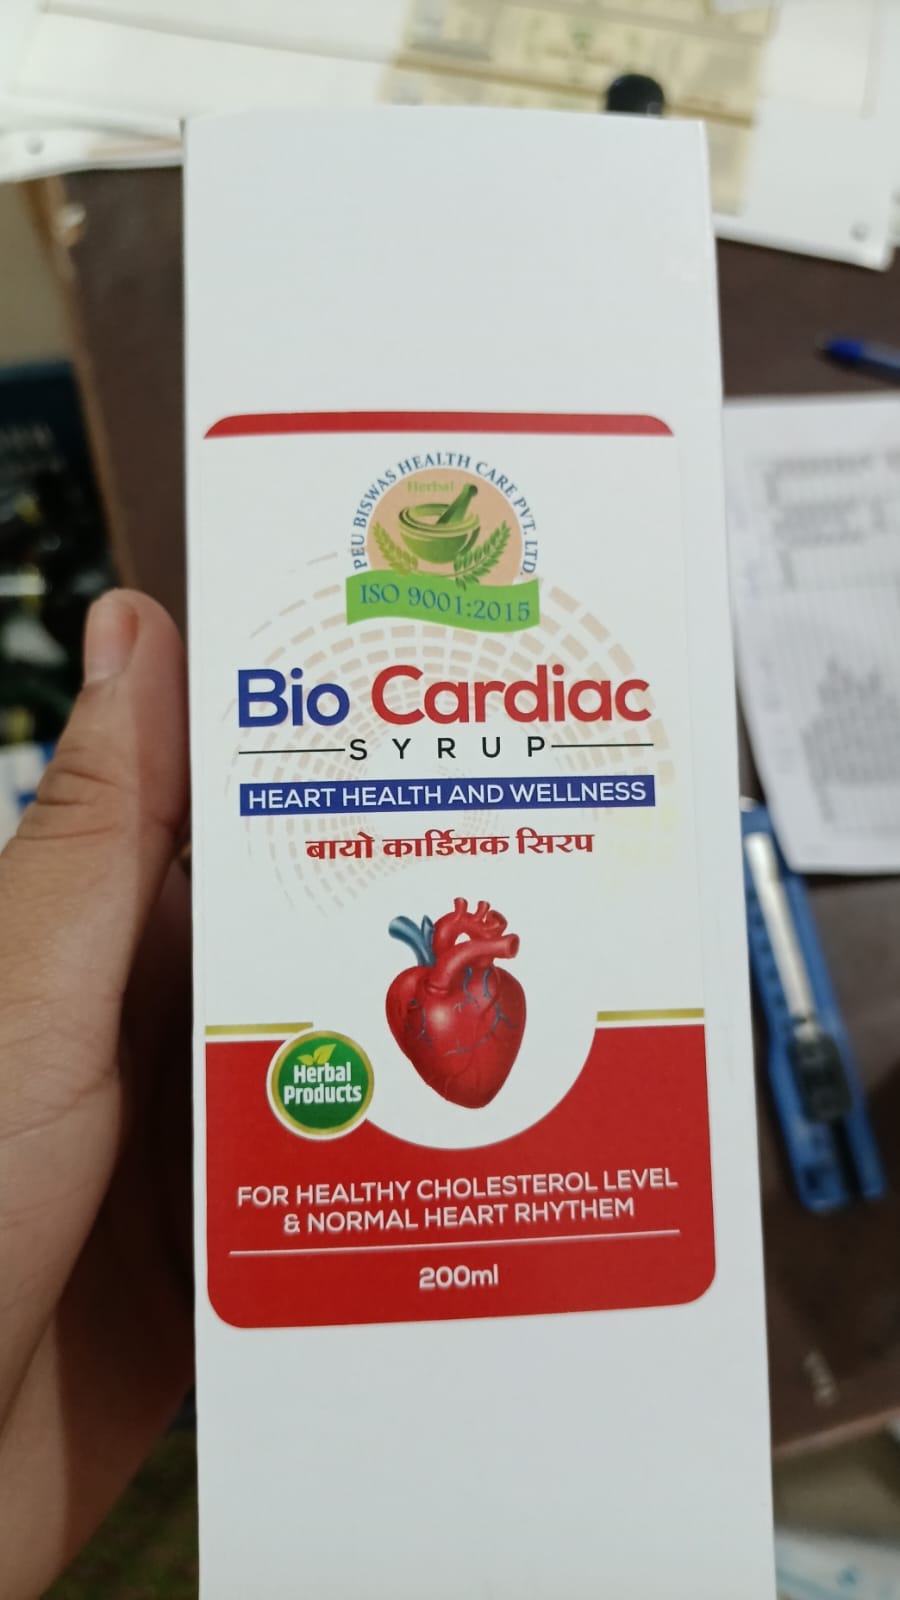 PEU BISWAS HEALTH CARE PVT. LTD.
Herbal
ISO 9001:2015
Bio Cardiac
SYRUP
HEART HEALTH AND WELLNESS
बायो कार्डियक सिरप
Herbal
Products
FOR HEALTHY CHOLESTEROL LEVEL
& NORMAL HEART RHYTHEM
200ml